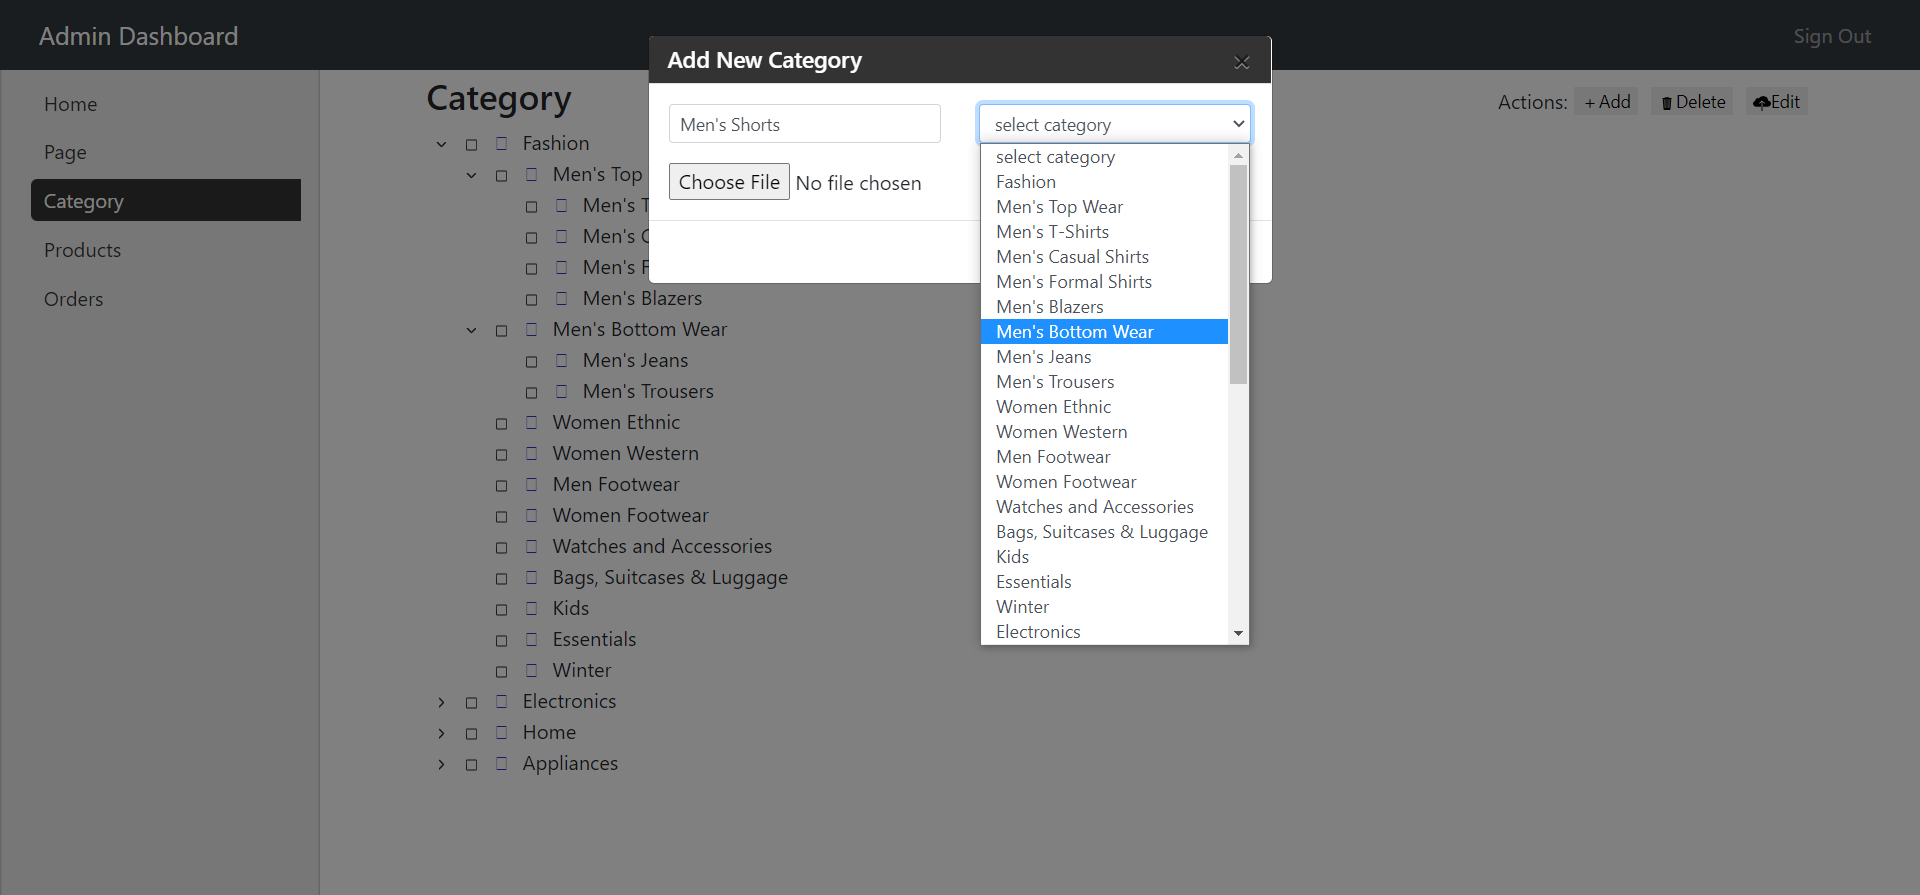 Admin Dashboard
Sign Out
Home
Page
Category
Products
Orders
Category
Actions:
+ Add
Delete
Edit
Fashion
Men's Top
Men's
Men's
Men's
Men's Blazers
Men's Bottom Wear
Men's Jeans
Men's Trousers
Women Ethnic
Women Western
Men Footwear
Women Footwear
Watches and Accessories
Bags, Suitcases & Luggage
Kids
Essentials
Winter
Electronics
Home
Appliances
Add New Category
×
Men's Shorts
select category
Choose File No file chosen
select category
Fashion
Men's Top Wear
Men's T-Shirts
Men's Casual Shirts
Men's Formal Shirts
Men's Blazers
Men's Bottom Wear
Men's Jeans
Men's Trousers
Women Ethnic
Women Western
Men Footwear
Women Footwear
Watches and Accessories
Bags, Suitcases & Luggage
Kids
Essentials
Winter
Electronics